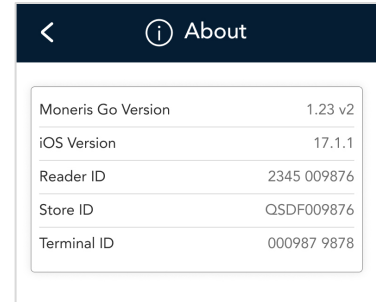 About
Moneris Go Version 1.23 v2
iOS Version 17.1.1
Reader ID 2345 009876
Store ID QSDF009876
Terminal ID 000987 9878